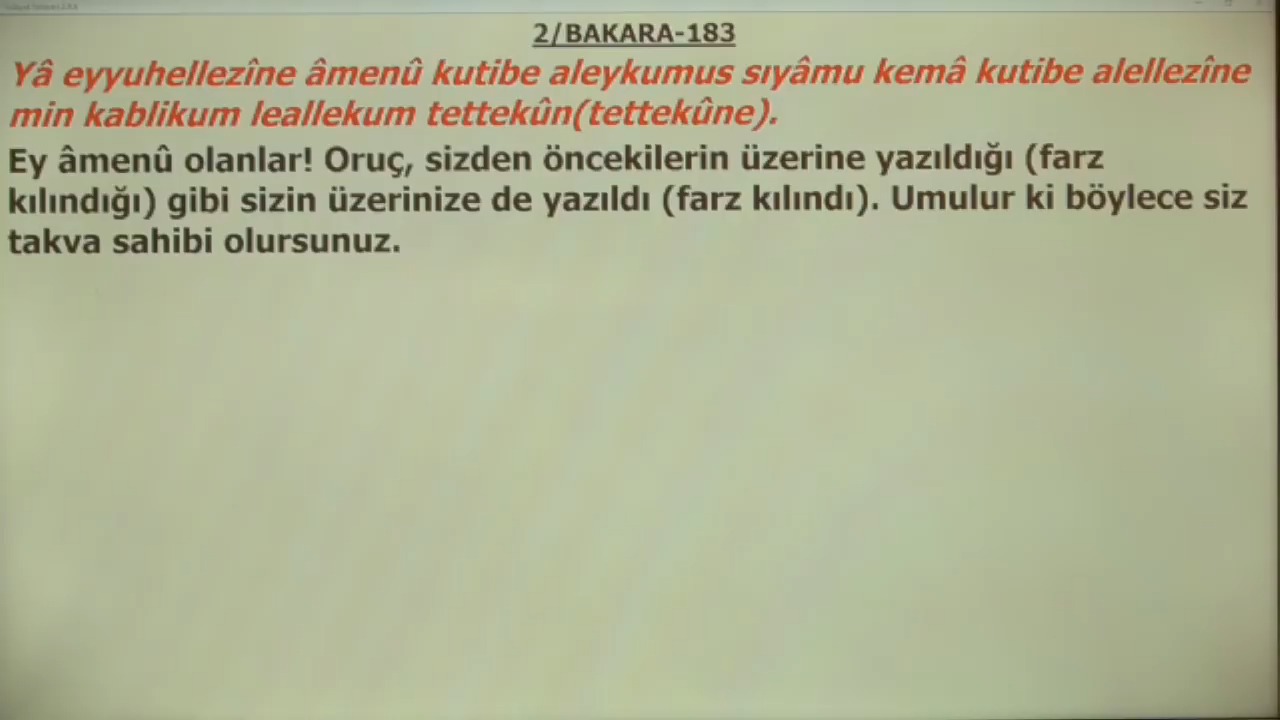 2/BAKARA-183
Yâ eyyuhellezîne âmenû kutibe aleykumus sıyâmu kemâ kutibe alellezîne
min kablikum leallekum tettekûn(tettekûne).
Ey âmenû olanlar! Oruç, sizden öncekilerin üzerine yazıldığı (farz
kılındığı) gibi sizin üzerinize de yazıldı (farz kılındı). Umulur ki böylece siz
takva sahibi olursunuz.